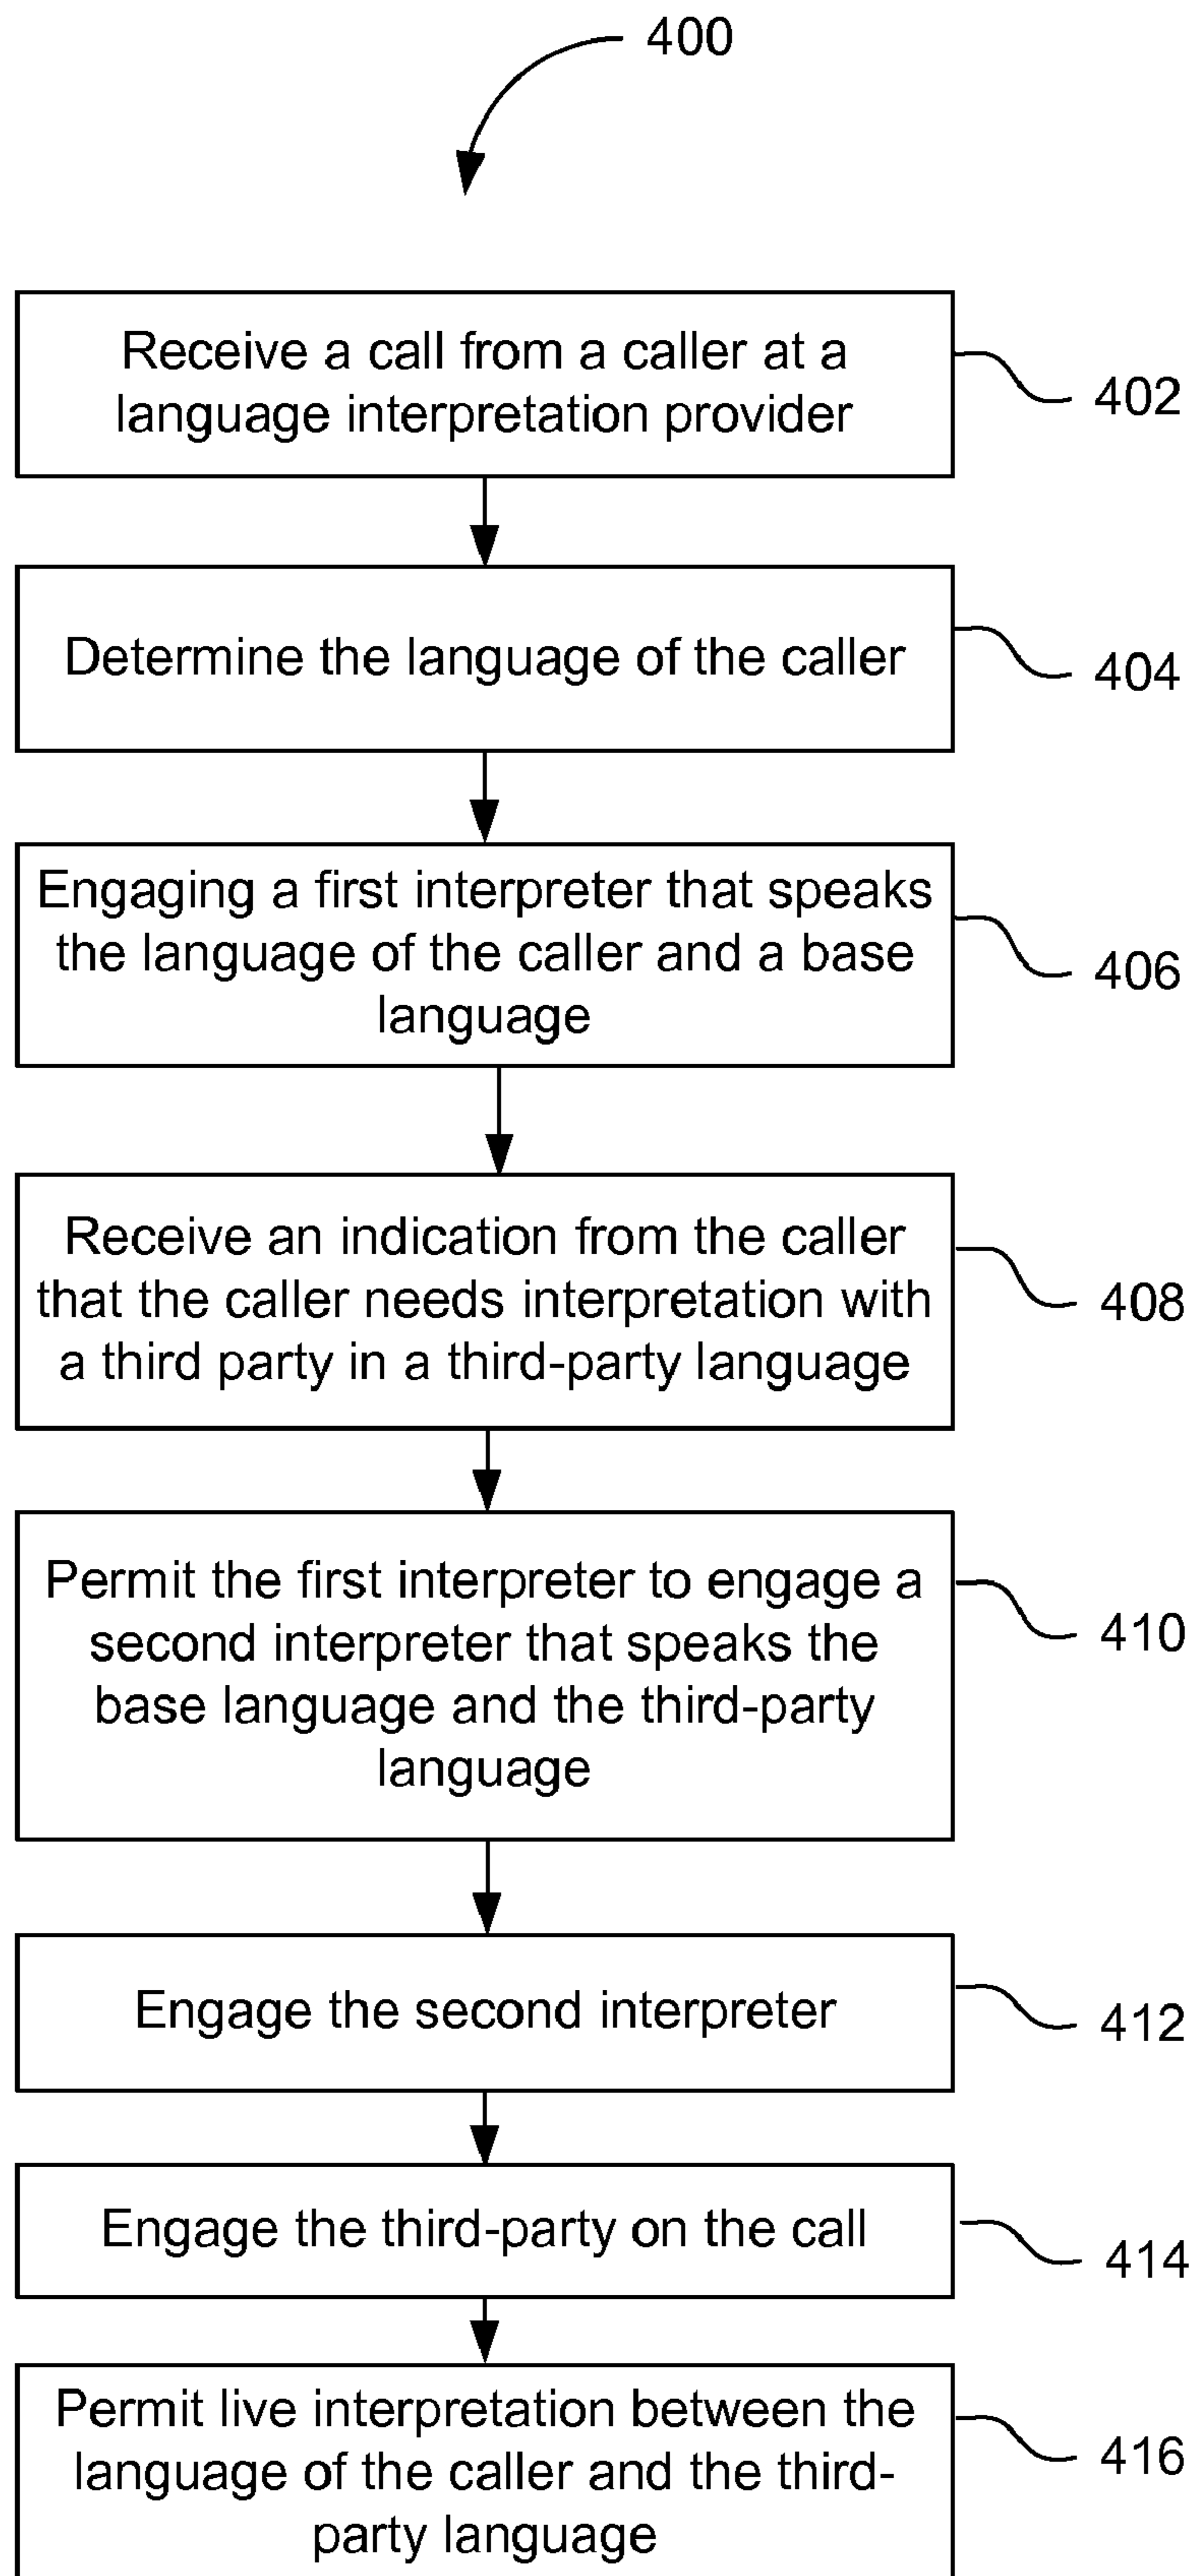 400
Receive a call from a caller at a
language interpretation provider
402
Determine the language of the caller
404
Engaging a first interpreter that speaks
the language of the caller and a base
language
406
Receive an indication from the caller
that the caller needs interpretation with
a third party in a third-party language
408
Permit the first interpreter to engage a
second interpreter that speaks the
base language and the third-party
language
410
Engage the second interpreter
412
Engage the third-party on the call
414
Permit live interpretation between the
language of the caller and the third-
party language
416